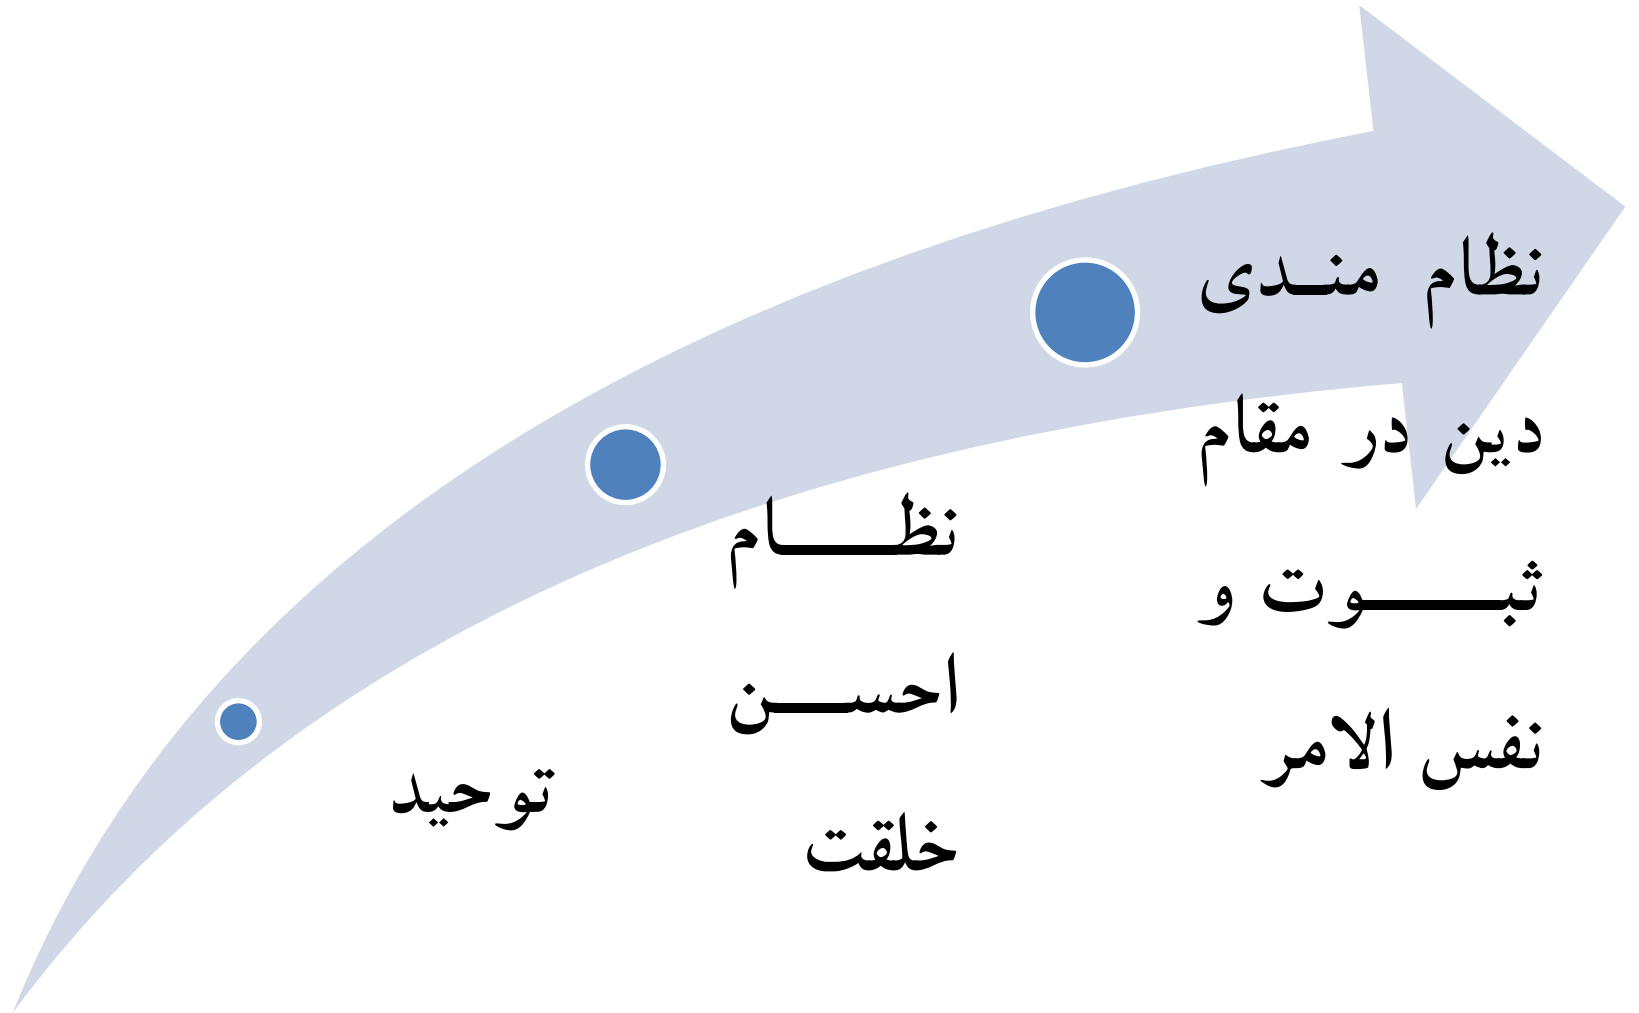 توحید
نظام
احسن
خلقت
نظام مندی
دین در مقام
ثبوت و
نفس الامر